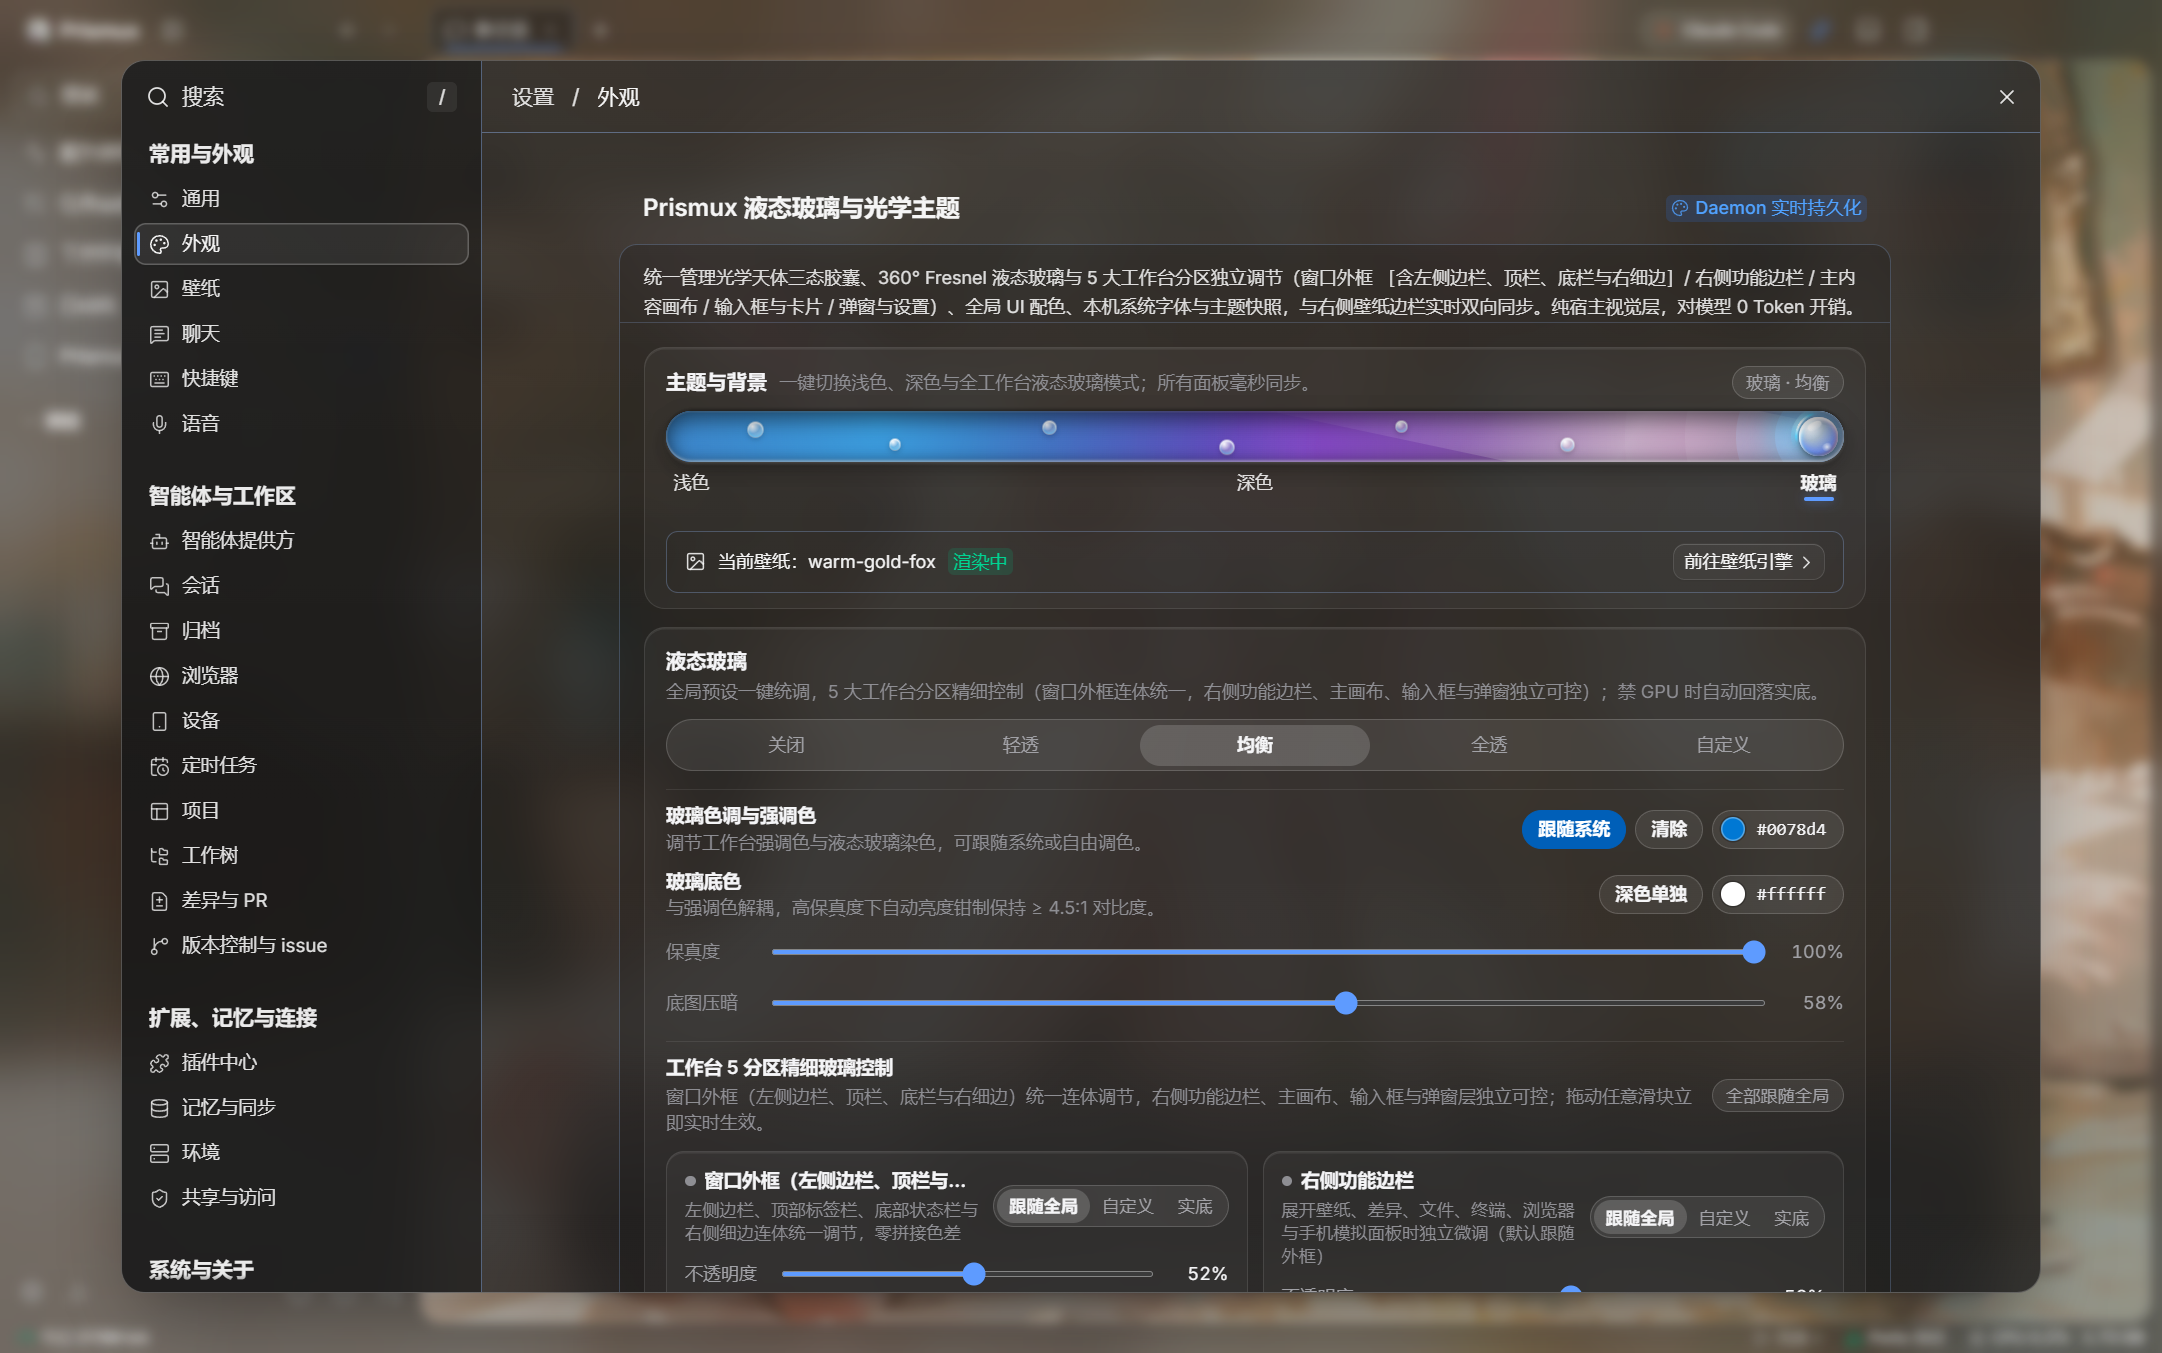 搜索
/
常用与外观
通用
外观
壁纸
聊天
快捷键
语音
智能体与工作区
智能体提供方
会话
归档
浏览器
设备
定时任务
项目
工作树
差异与 PR
版本控制与 issue
扩展、记忆与连接
插件中心
记忆与同步
环境
共享与访问
系统与关于
设置 / 外观
Prismux 液态玻璃与光学主题
Daemon 实时持久化
统一管理光学天体三态胶囊、360° Fresnel 液态玻璃与 5 大工作台分区独立调节（窗口外框 [含左侧边栏、顶栏、底栏与右细边] / 右侧功能边栏 / 主内
容画布 / 输入框与卡片 / 弹窗与设置）、全局 UI 配色、本机系统字体与主题快照，与右侧壁纸边栏实时双向同步。纯宿主视觉层，对模型 0 Token 开销。
主题与背景 一键切换浅色、深色与全工作台液态玻璃模式；所有面板毫秒同步。
玻璃 · 均衡
浅色
深色
玻璃
当前壁纸：warm-gold-fox 渲染中
前往壁纸引擎
液态玻璃
全局预设一键统调，5 大工作台分区精细控制（窗口外框连体统一，右侧功能边栏、主画布、输入框与弹窗独立可控）；禁 GPU 时自动回落实底。
关闭
轻透
均衡
全透
自定义
玻璃色调与强调色
调节工作台强调色与液态玻璃染色，可跟随系统或自由调色。
跟随系统
清除
#0078d4
玻璃底色
与强调色解耦，高保真度下自动亮度钳制保持 ≥ 4.5:1 对比度。
深色单独
#ffffff
保真度
100%
底图压暗
58%
工作台 5 分区精细玻璃控制
窗口外框（左侧边栏、顶栏、底栏与右细边）统一连体调节，右侧功能边栏、主画布、输入框与弹窗层独立可控；拖动任意滑块立
即实时生效。
全部跟随全局
窗口外框（左侧边栏、顶栏与...
左侧边栏、顶部标签栏、底部状态栏与
右侧细边连体统一调节，零拼接色差
跟随全局
自定义
实底
不透明度
52%
右侧功能边栏
展开壁纸、差异、文件、终端、浏览器
与手机模拟面板时独立微调（默认跟随
外框）
跟随全局
自定义
实底